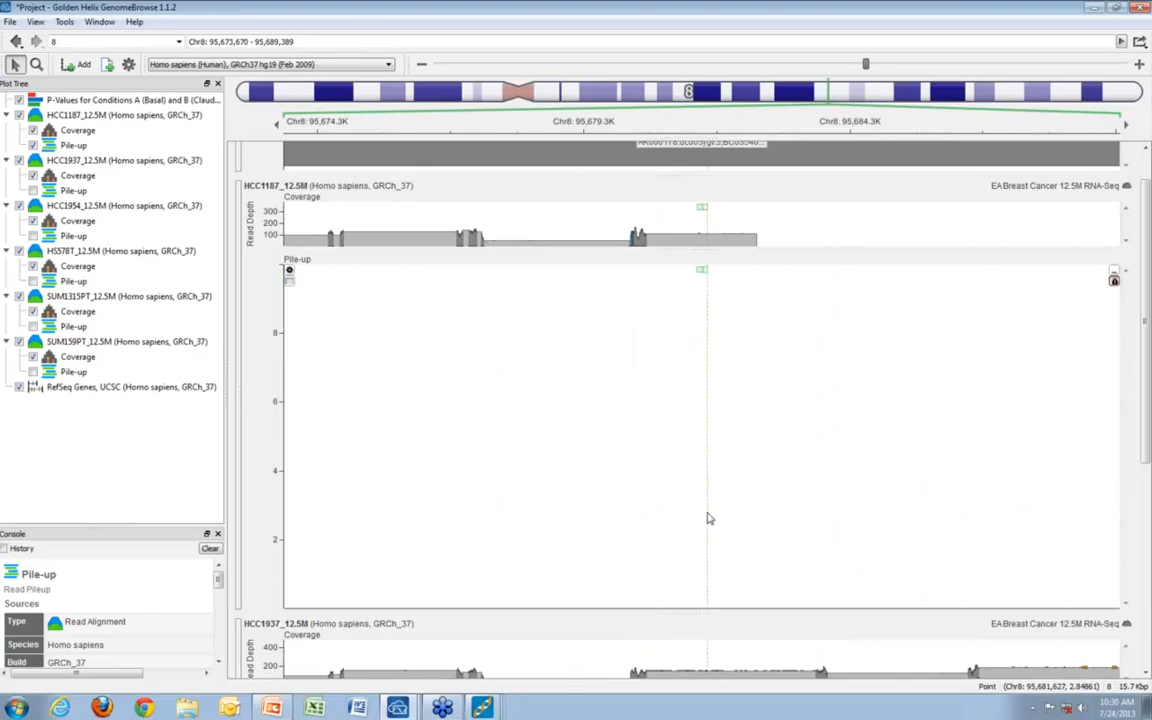 *Project - Golden Helix GenomeBrowse 1.1.2
File View Tools Window Help
8 Chr8: 95,673,670 - 95,689,389
Add Homo sapiens (Human), GRCh37 hg19 (Feb 2009)
Plot Tree
P-Values for Conditions A (Basal) and B (Claud...
HCC1187_12.5M (Homo sapiens, GRCh_37)
Coverage
Pile-up
HCC1937_12.5M (Homo sapiens, GRCh_37)
Coverage
Pile-up
HCC1954_12.5M (Homo sapiens, GRCh_37)
Coverage
Pile-up
HS578T_12.5M (Homo sapiens, GRCh_37)
Coverage
Pile-up
SUM1315PT_12.5M (Homo sapiens, GRCh_37)
Coverage
Pile-up
SUM159PT_12.5M (Homo sapiens, GRCh_37)
Coverage
Pile-up
RefSeq Genes, UCSC (Homo sapiens, GRCh_37)
Console
History Clear
Pile-up
Read Pileup
Sources
Type Read Alignment
Species Homo sapiens
Build GRCh_37
8
Chr8: 95,674.3K Chr8: 95,679.3K Chr8: 95,684.3K
HCC1187_12.5M (Homo sapiens, GRCh_37) EA Breast Cancer 12.5M RNA-Seq
Coverage
Read Depth
300
200
100
Pile-up
8
6
4
2
HCC1937_12.5M (Homo sapiens, GRCh_37) EA Breast Cancer 12.5M RNA-Seq
Coverage
400
200
Point (Chr8: 95,681,627, 2.84861) 8 15.7Kbp
10:30 AM
7/24/2013